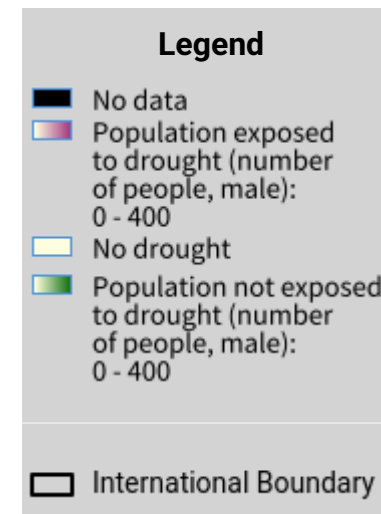 Legend
No data
Population exposed
to drought (number
of people, male):
0 - 400
No drought
Population not exposed
to drought (number
of people, male):
0 - 400
International Boundary